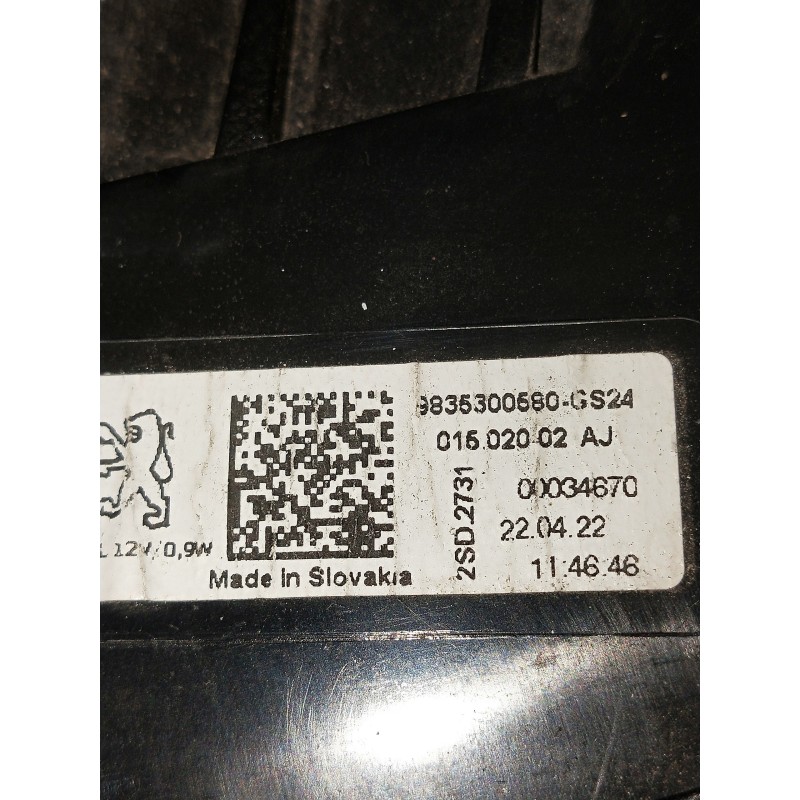 9835300580-GS24
015.020-02 AJ
2SD.2731
00034670
22.04.22
11:46:46
12V/0,9W
Made in Slovakia